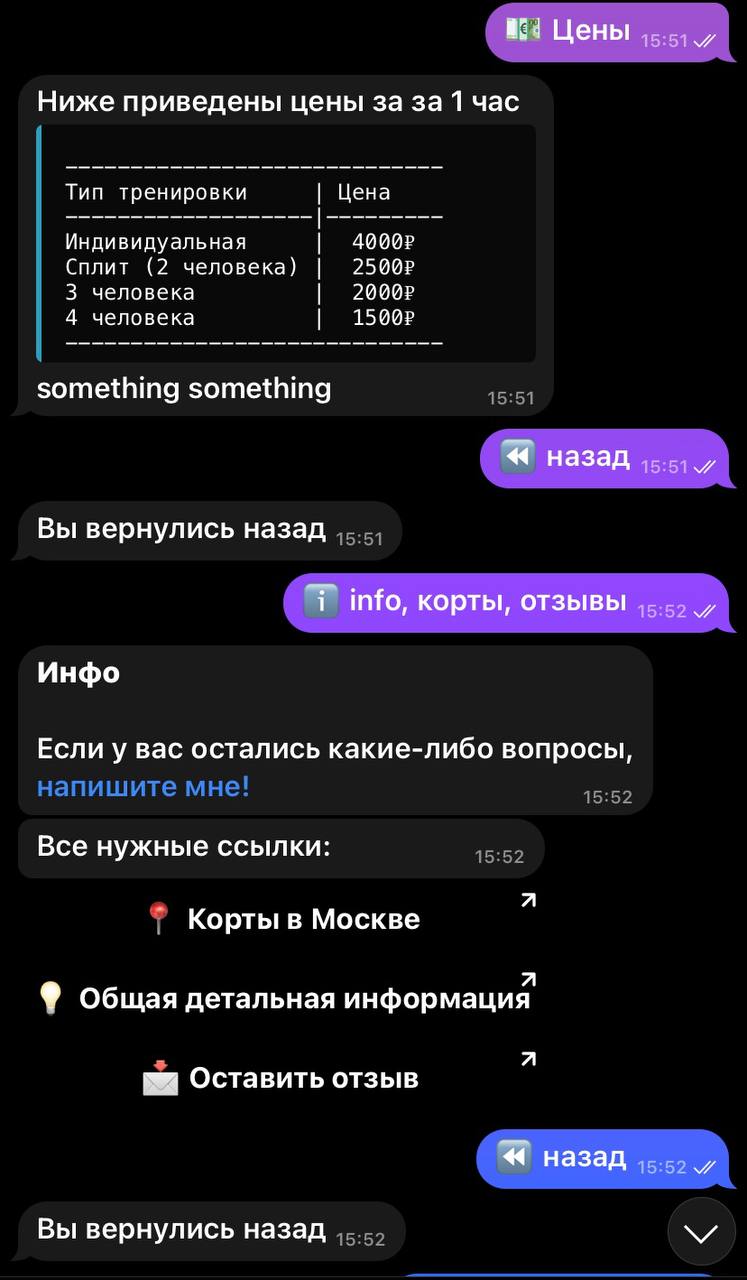 💶 Цены 15:51
Ниже приведены цены за за 1 час
–––––––––––––––––––––––––––––
Тип тренировки | Цена
–––––––––––––––––––|–––––––––
Индивидуальная | 4000₽
Сплит (2 человека) | 2500₽
3 человека | 2000₽
4 человека | 1500₽
–––––––––––––––––––––––––––––
something something 15:51
⏪ назад 15:51
Вы вернулись назад 15:51
ℹ️ info, корты, отзывы 15:52
Инфо
Если у вас остались какие-либо вопросы,
напишите мне! 15:52
Все нужные ссылки: 15:52
📍 Корты в Москве
💡 Общая детальная информация
📩 Оставить отзыв
⏪ назад 15:52
Вы вернулись назад 15:52